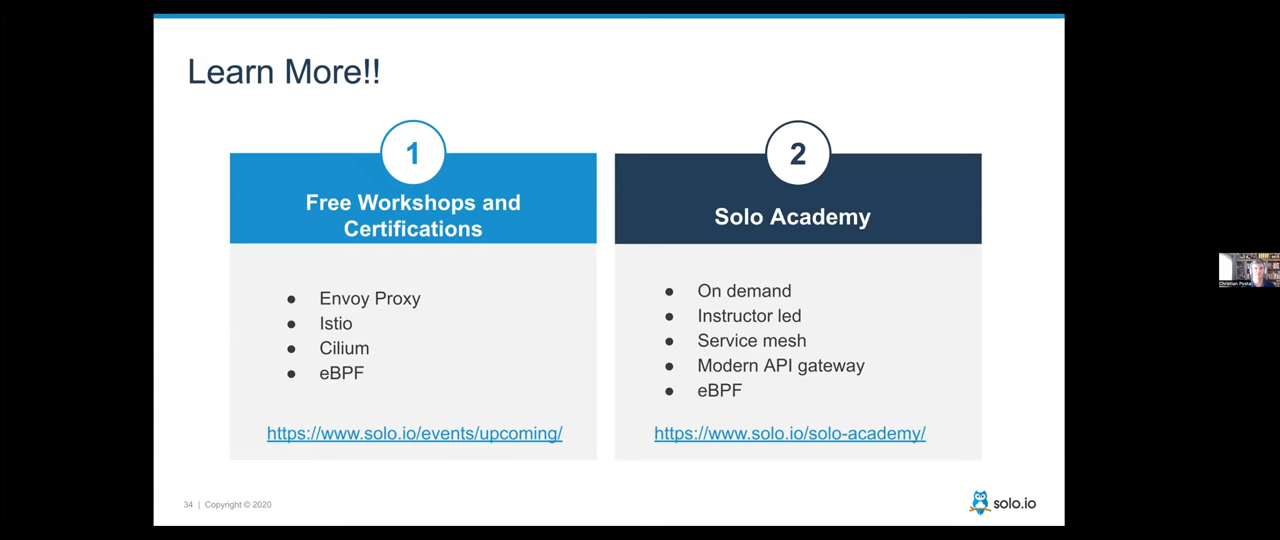 Learn More!!
1
Free Workshops and
Certifications
● Envoy Proxy
● Istio
● Cilium
● eBPF
https://www.solo.io/events/upcoming/
2
Solo Academy
● On demand
● Instructor led
● Service mesh
● Modern API gateway
● eBPF
https://www.solo.io/solo-academy/
34 | Copyright © 2020
solo.io
Christian Posta